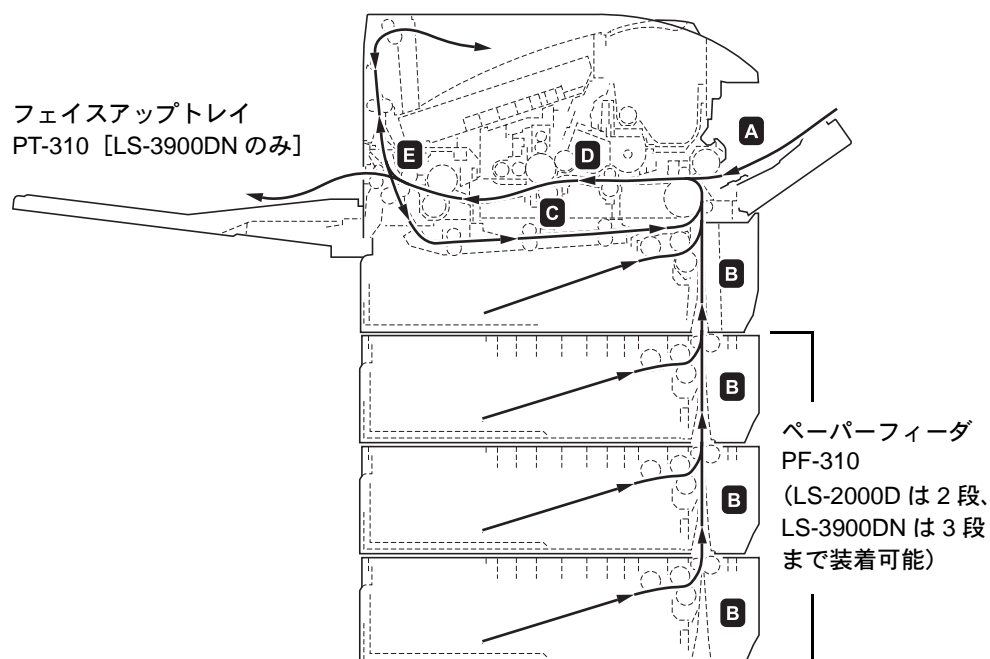 フェイスアップトレイ
PT-310［LS-3900DN のみ］
A
E
D
C
B
B
B
B
ペーパーフィーダ
PF-310
（LS-2000D は 2 段、
LS-3900DN は 3 段
まで装着可能）